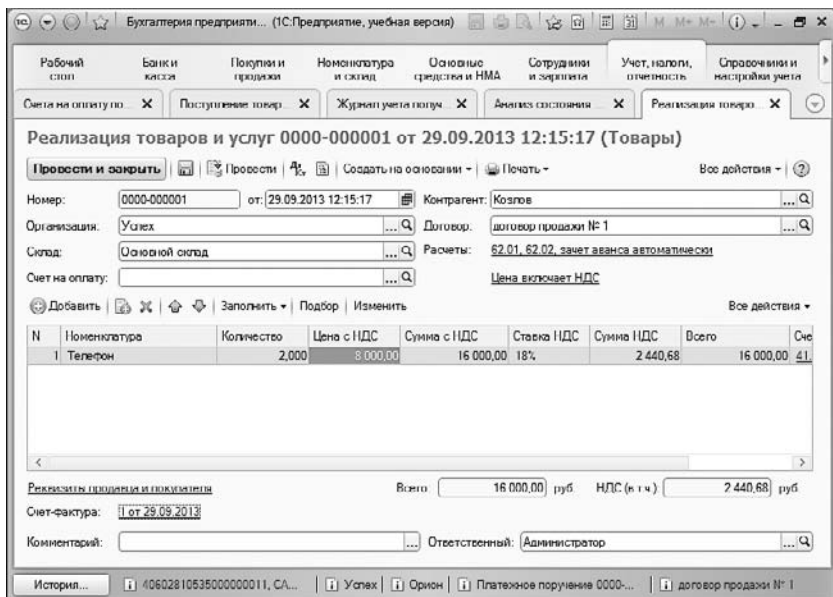 1С Бухгалтерия предприяти... (1С:Предприятие, учебная версия) M M+ M-
Рабочий стол Банк и касса Покупки и продажи Номенклатура и склад Основные средства и НМА Сотрудники и зарплата Учет, налоги, отчетность Справочники и настройки учета
Счета на оплату по... Поступление товар... Журнал учета получ... Анализ состояния ... Реализация товаро...
Реализация товаров и услуг 0000-000001 от 29.09.2013 12:15:17 (Товары)
Провести и закрыть Провести Создать на основании Печать Все действия
Номер: 0000-000001 от: 29.09.2013 12:15:17 Контрагент: Козлов ...
Организация: Успех ... Договор: договор продажи № 1 ...
Склад: Основной склад ... Расчеты: 62.01, 62.02, зачет аванса автоматически
Счет на оплату: ... Цена включает НДС
Добавить Заполнить Подбор Изменить Все действия
N Номенклатура Количество Цена с НДС Сумма с НДС Ставка НДС Сумма НДС Всего Сче
1 Телефон 2,000 8 000,00 16 000,00 18% 2 440,68 16 000,00 41.
Реквизиты продавца и покупателя Всего: 16 000,00 руб. НДС (в т.ч.): 2 440,68 руб.
Счет-фактура: 1 от 29.09.2013
Комментарий: ... Ответственный: Администратор ...
История... 40602810535000000011, СА... Успех Орион Платежное поручение 0000-... договор продажи № 1